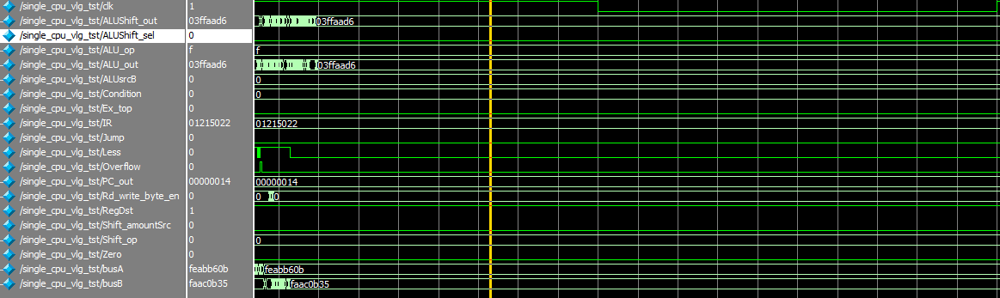 /single_cpu_vlg_tst/clk 1
/single_cpu_vlg_tst/ALUShift_out 03ffaad6 03ffaad6
/single_cpu_vlg_tst/ALUShift_sel 0
/single_cpu_vlg_tst/ALU_op f f
/single_cpu_vlg_tst/ALU_out 03ffaad6 03ffaad6
/single_cpu_vlg_tst/ALUsrcB 0 0
/single_cpu_vlg_tst/Condition 0 0
/single_cpu_vlg_tst/Ex_top 0
/single_cpu_vlg_tst/IR 01215022 01215022
/single_cpu_vlg_tst/Jump 0
/single_cpu_vlg_tst/Less 0
/single_cpu_vlg_tst/Overflow 0
/single_cpu_vlg_tst/PC_out 00000014 00000014
/single_cpu_vlg_tst/Rd_write_byte_en 0 0 0
/single_cpu_vlg_tst/RegDst 1
/single_cpu_vlg_tst/Shift_amountSrc 0
/single_cpu_vlg_tst/Shift_op 0 0
/single_cpu_vlg_tst/Zero 0
/single_cpu_vlg_tst/busA feabb60b feabb60b
/single_cpu_vlg_tst/busB faac0b35 faac0b35